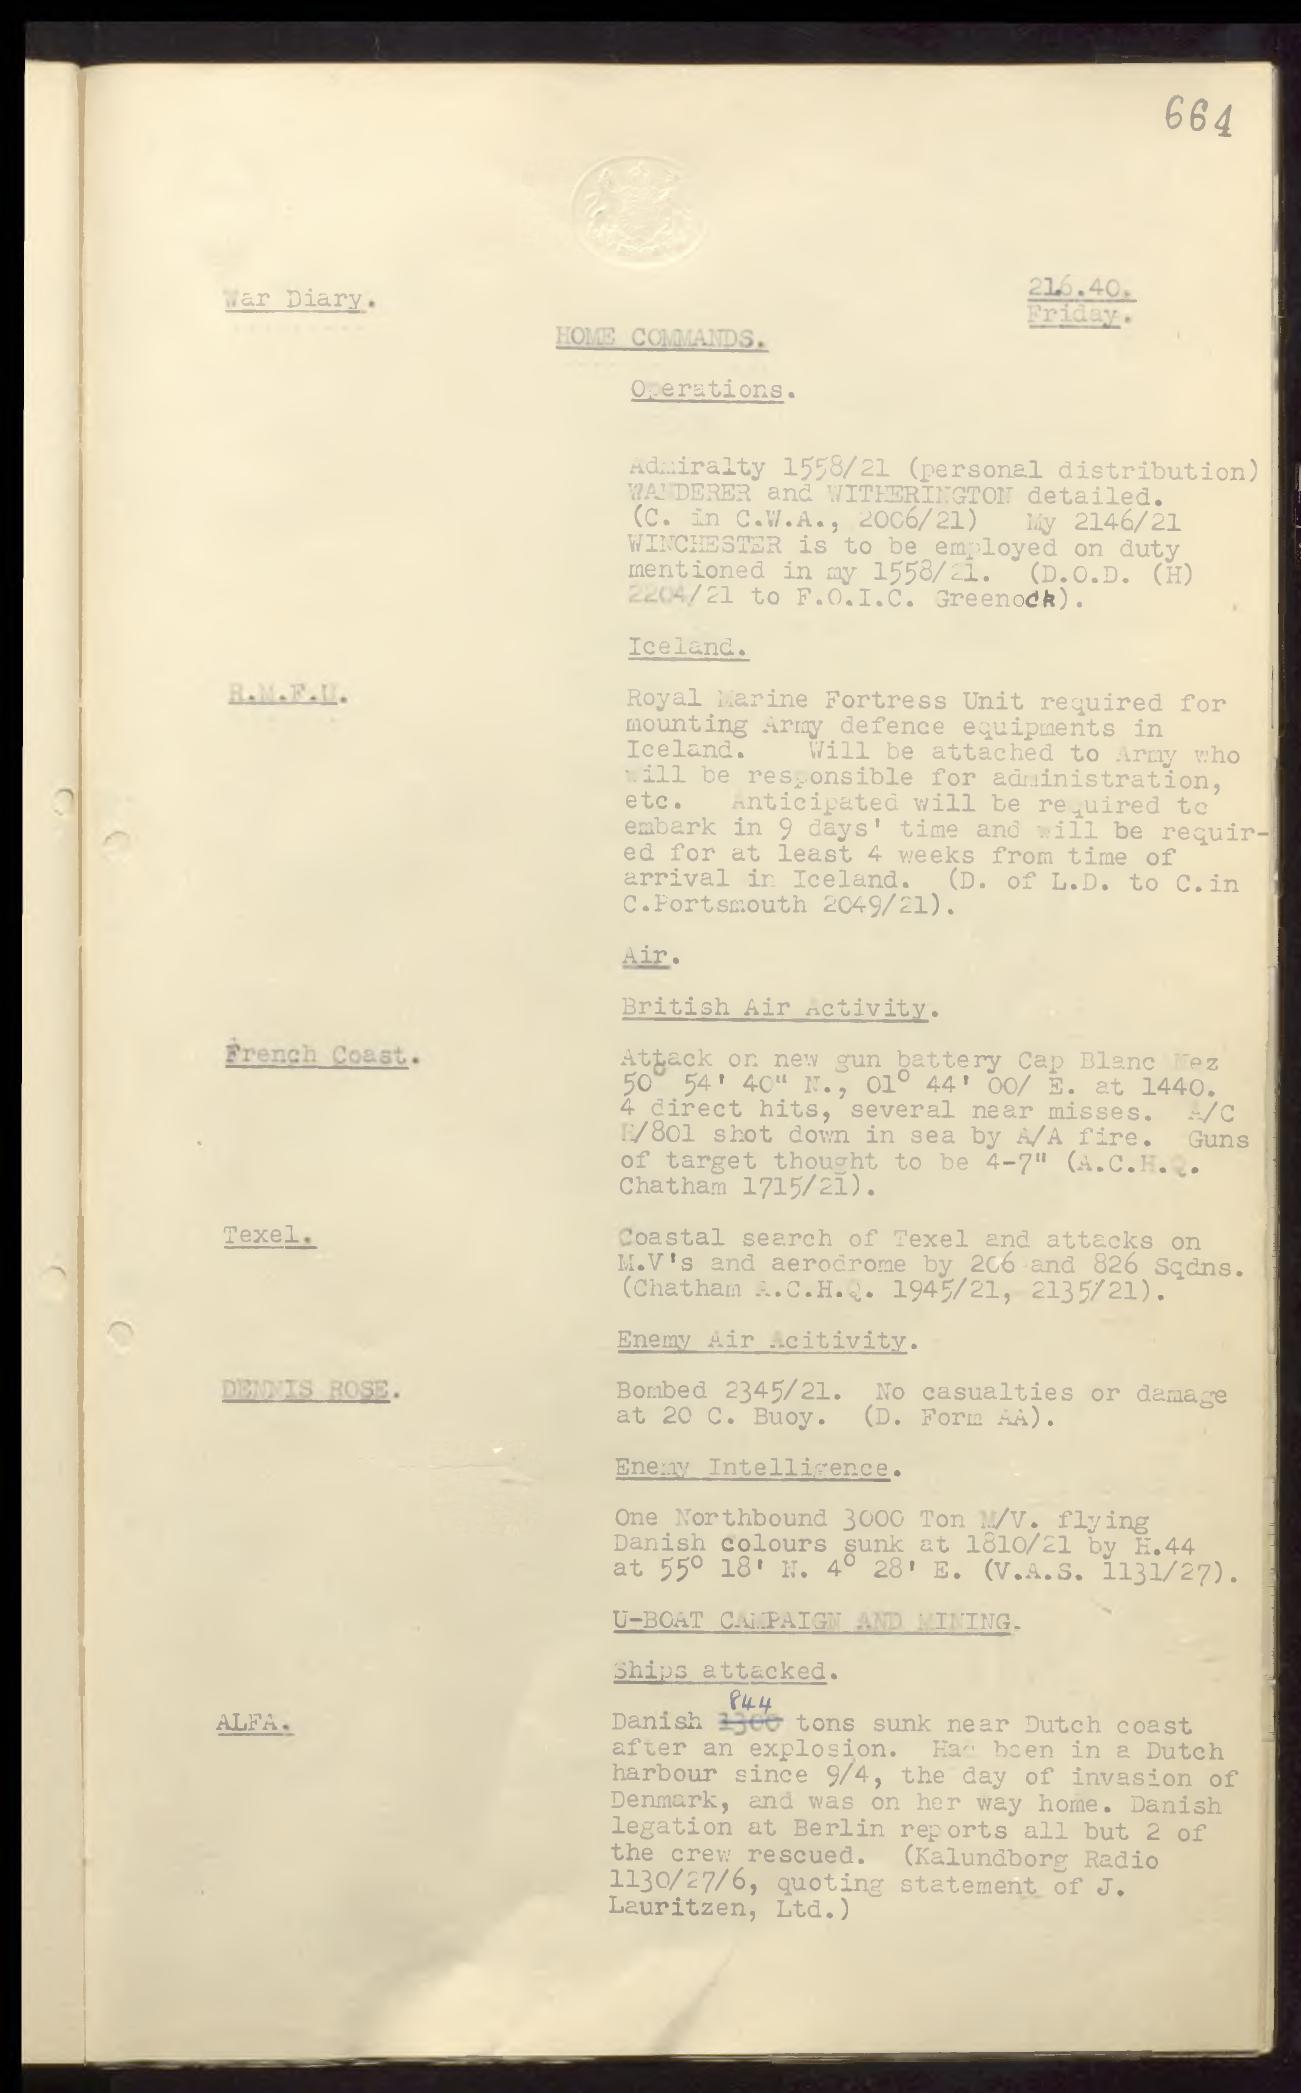 664
War Diary.
21.6.40.
Friday.
HOME COMMANDS.
Operations.
Admiralty 1558/21 (personal distribution)
WANDERER and WITHERINGTON detailed.
(C. in C.W.A., 2006/21) My 2146/21
WINCHESTER is to be employed on duty
mentioned in my 1558/21. (D.O.D. (H)
2204/21 to F.O.I.C. Greenock).
Iceland.
R.M.F.U.
Royal Marine Fortress Unit required for
mounting Army defence equipments in
Iceland. Will be attached to Army who
will be responsible for administration,
etc. Anticipated will be required to
embark in 9 days' time and will be requir-
ed for at least 4 weeks from time of
arrival in Iceland. (D. of L.D. to C.in
C.Portsmouth 2049/21).
Air.
British Air Activity.
French Coast.
Attack on new gun battery Cap Blanc Nez
50° 54' 40" N., 01° 44' 00/ E. at 1440.
4 direct hits, several near misses. A/C
/801 shot down in sea by A/A fire. Guns
of target thought to be 4-7" (A.C.H.Q.
Chatham 1715/21).
Texel.
Coastal search of Texel and attacks on
M.V's and aerodrome by 206 and 826 Sqdns.
(Chatham A.C.H.Q. 1945/21, 2135/21).
Enemy Air Acitivity.
DENNIS ROSE.
Bombed 2345/21. No casualties or damage
at 20 C. Buoy. (D. Form AA).
Enemy Intelligence.
One Northbound 3000 Ton M/V. flying
Danish colours sunk at 1810/21 by H.44
at 55° 18' N. 4° 28' E. (V.A.S. 1131/27).
U-BOAT CAMPAIGN AND MINING.
Ships attacked.
844
ALFA.
Danish 1300 tons sunk near Dutch coast
after an explosion. Had been in a Dutch
harbour since 9/4, the day of invasion of
Denmark, and was on her way home. Danish
legation at Berlin reports all but 2 of
the crew rescued. (Kalundborg Radio
1130/27/6, quoting statement of J.
Lauritzen, Ltd.)